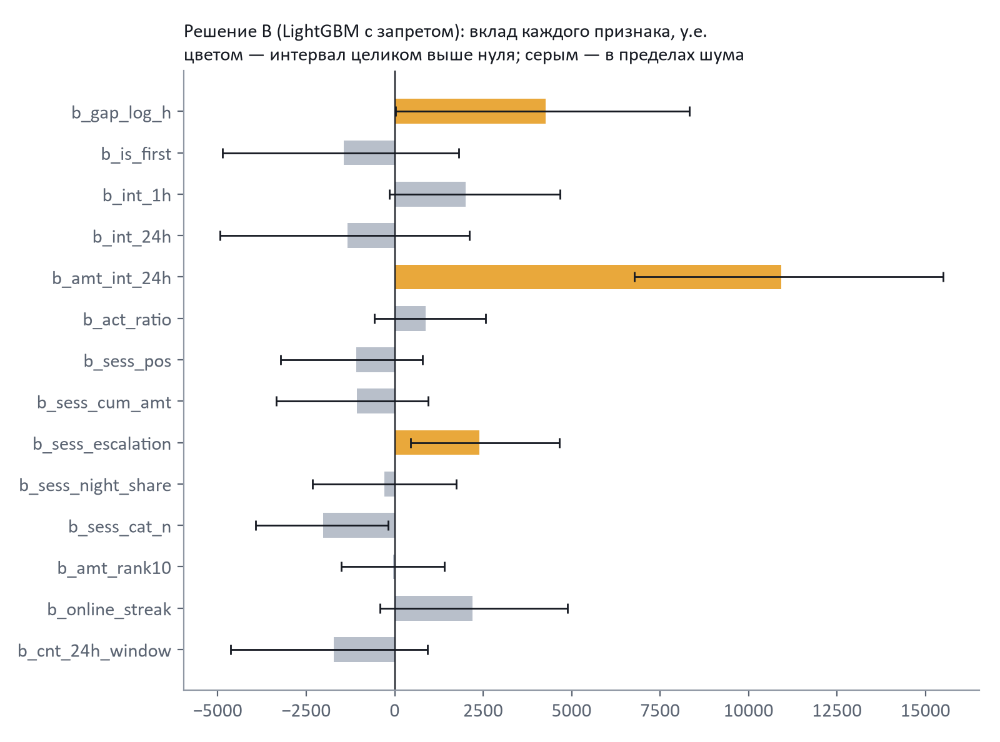 Решение B (LightGBM с запретом): вклад каждого признака, у.е.
цветом — интервал целиком выше нуля; серым — в пределах шума
b_gap_log_h
b_is_first
b_int_1h
b_int_24h
b_amt_int_24h
b_act_ratio
b_sess_pos
b_sess_cum_amt
b_sess_escalation
b_sess_night_share
b_sess_cat_n
b_amt_rank10
b_online_streak
b_cnt_24h_window
−5000 −2500 0 2500 5000 7500 10000 12500 15000